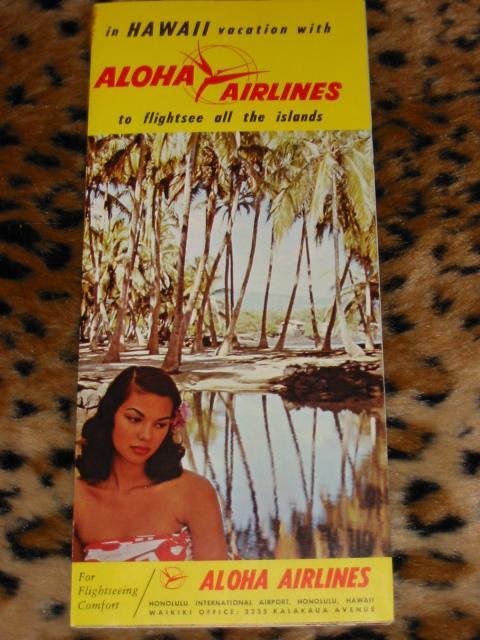 in HAWAII vacation with
ALOHA AIRLINES
to flightsee all the islands
For
Flightseeing
Comfort
ALOHA AIRLINES
HONOLULU INTERNATIONAL AIRPORT, HONOLULU, HAWAII
WAIKIKI OFFICE: 2235 KALAKAUA AVENUE